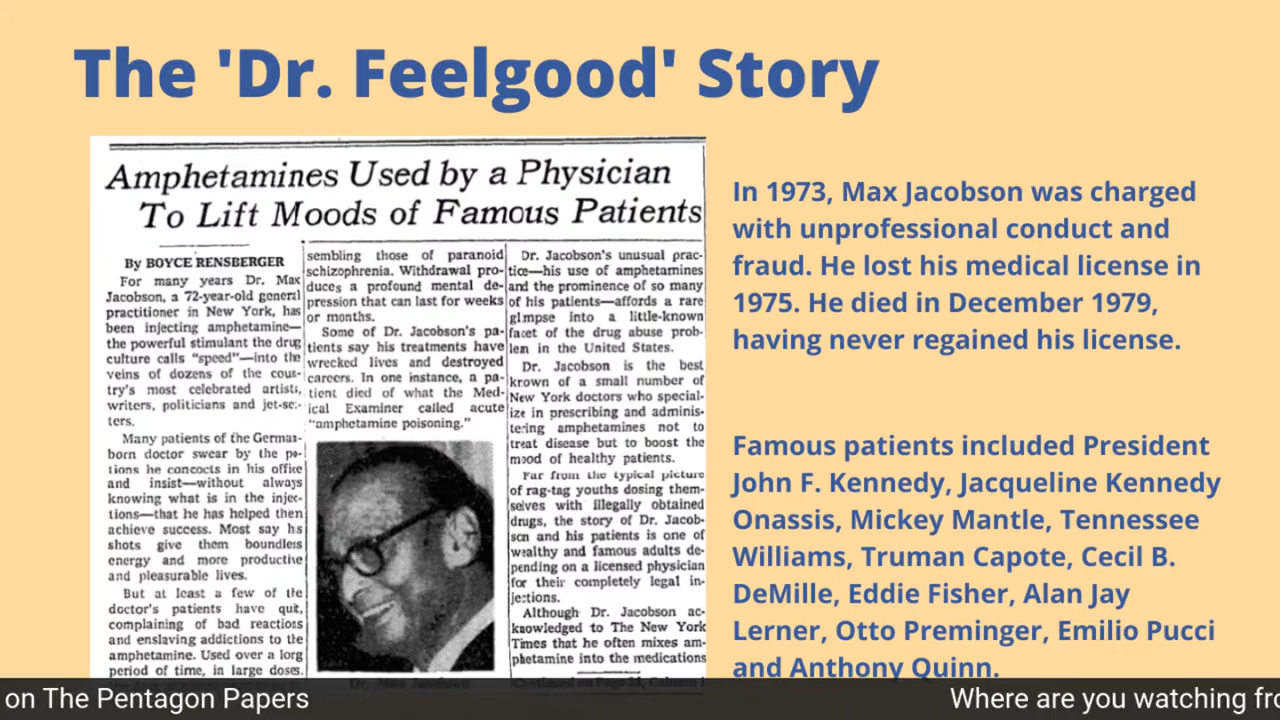 The 'Dr. Feelgood' Story
Amphetamines Used by a Physician
To Lift Moods of Famous Patients
By BOYCE RENSBERGER
For many years Dr. Max
Jacobson, a 72-year-old general
practitioner in New York, has
been injecting amphetamine—
the powerful stimulant the drug
culture calls “speed”—into the
veins of dozens of the coun-
try's most celebrated artists,
writers, politicians and jet-set-
ters.
Many patients of the German-
born doctor swear by the po-
tions he concocts in his office
and insist—without always
knowing what is in the injec-
tions—that he has helped them
achieve success. Most say his
shots give them boundless
energy and more productive
and pleasurable lives.
But at least a few of the
doctor's patients have quit,
complaining of bad reactions
and enslaving addictions to the
amphetamine. Used over a long
period of time, in large doses,
sembling those of paranoid
schizophrenia. Withdrawal pro-
duces a profound mental de-
pression that can last for weeks
or months.
Some of Dr. Jacobson's pa-
tients say his treatments have
wrecked lives and destroyed
careers. In one instance, a pa-
tient died of what the Med-
ical Examiner called acute
“amphetamine poisoning.”
Dr. Max Jacobson
Dr. Jacobson's unusual prac-
tice—his use of amphetamines
and the prominence of so many
of his patients—affords a rare
glimpse into a little-known
facet of the drug abuse prob-
lem in the United States.
Dr. Jacobson is the best
known of a small number of
New York doctors who special-
ize in prescribing and adminis-
tering amphetamines not to
treat disease but to boost the
mood of healthy patients.
Far from the typical picture
of rag-tag youths dosing them-
selves with illegally obtained
drugs, the story of Dr. Jacob-
son and his patients is one of
wealthy and famous adults de-
pending on a licensed physician
for their completely legal in-
jections.
Although Dr. Jacobson ac-
knowledged to The New York
Times that he often mixes am-
phetamine into the medications
In 1973, Max Jacobson was charged
with unprofessional conduct and
fraud. He lost his medical license in
1975. He died in December 1979,
having never regained his license.
Famous patients included President
John F. Kennedy, Jacqueline Kennedy
Onassis, Mickey Mantle, Tennessee
Williams, Truman Capote, Cecil B.
DeMille, Eddie Fisher, Alan Jay
Lerner, Otto Preminger, Emilio Pucci
and Anthony Quinn.
on The Pentagon Papers
Where are you watching fro